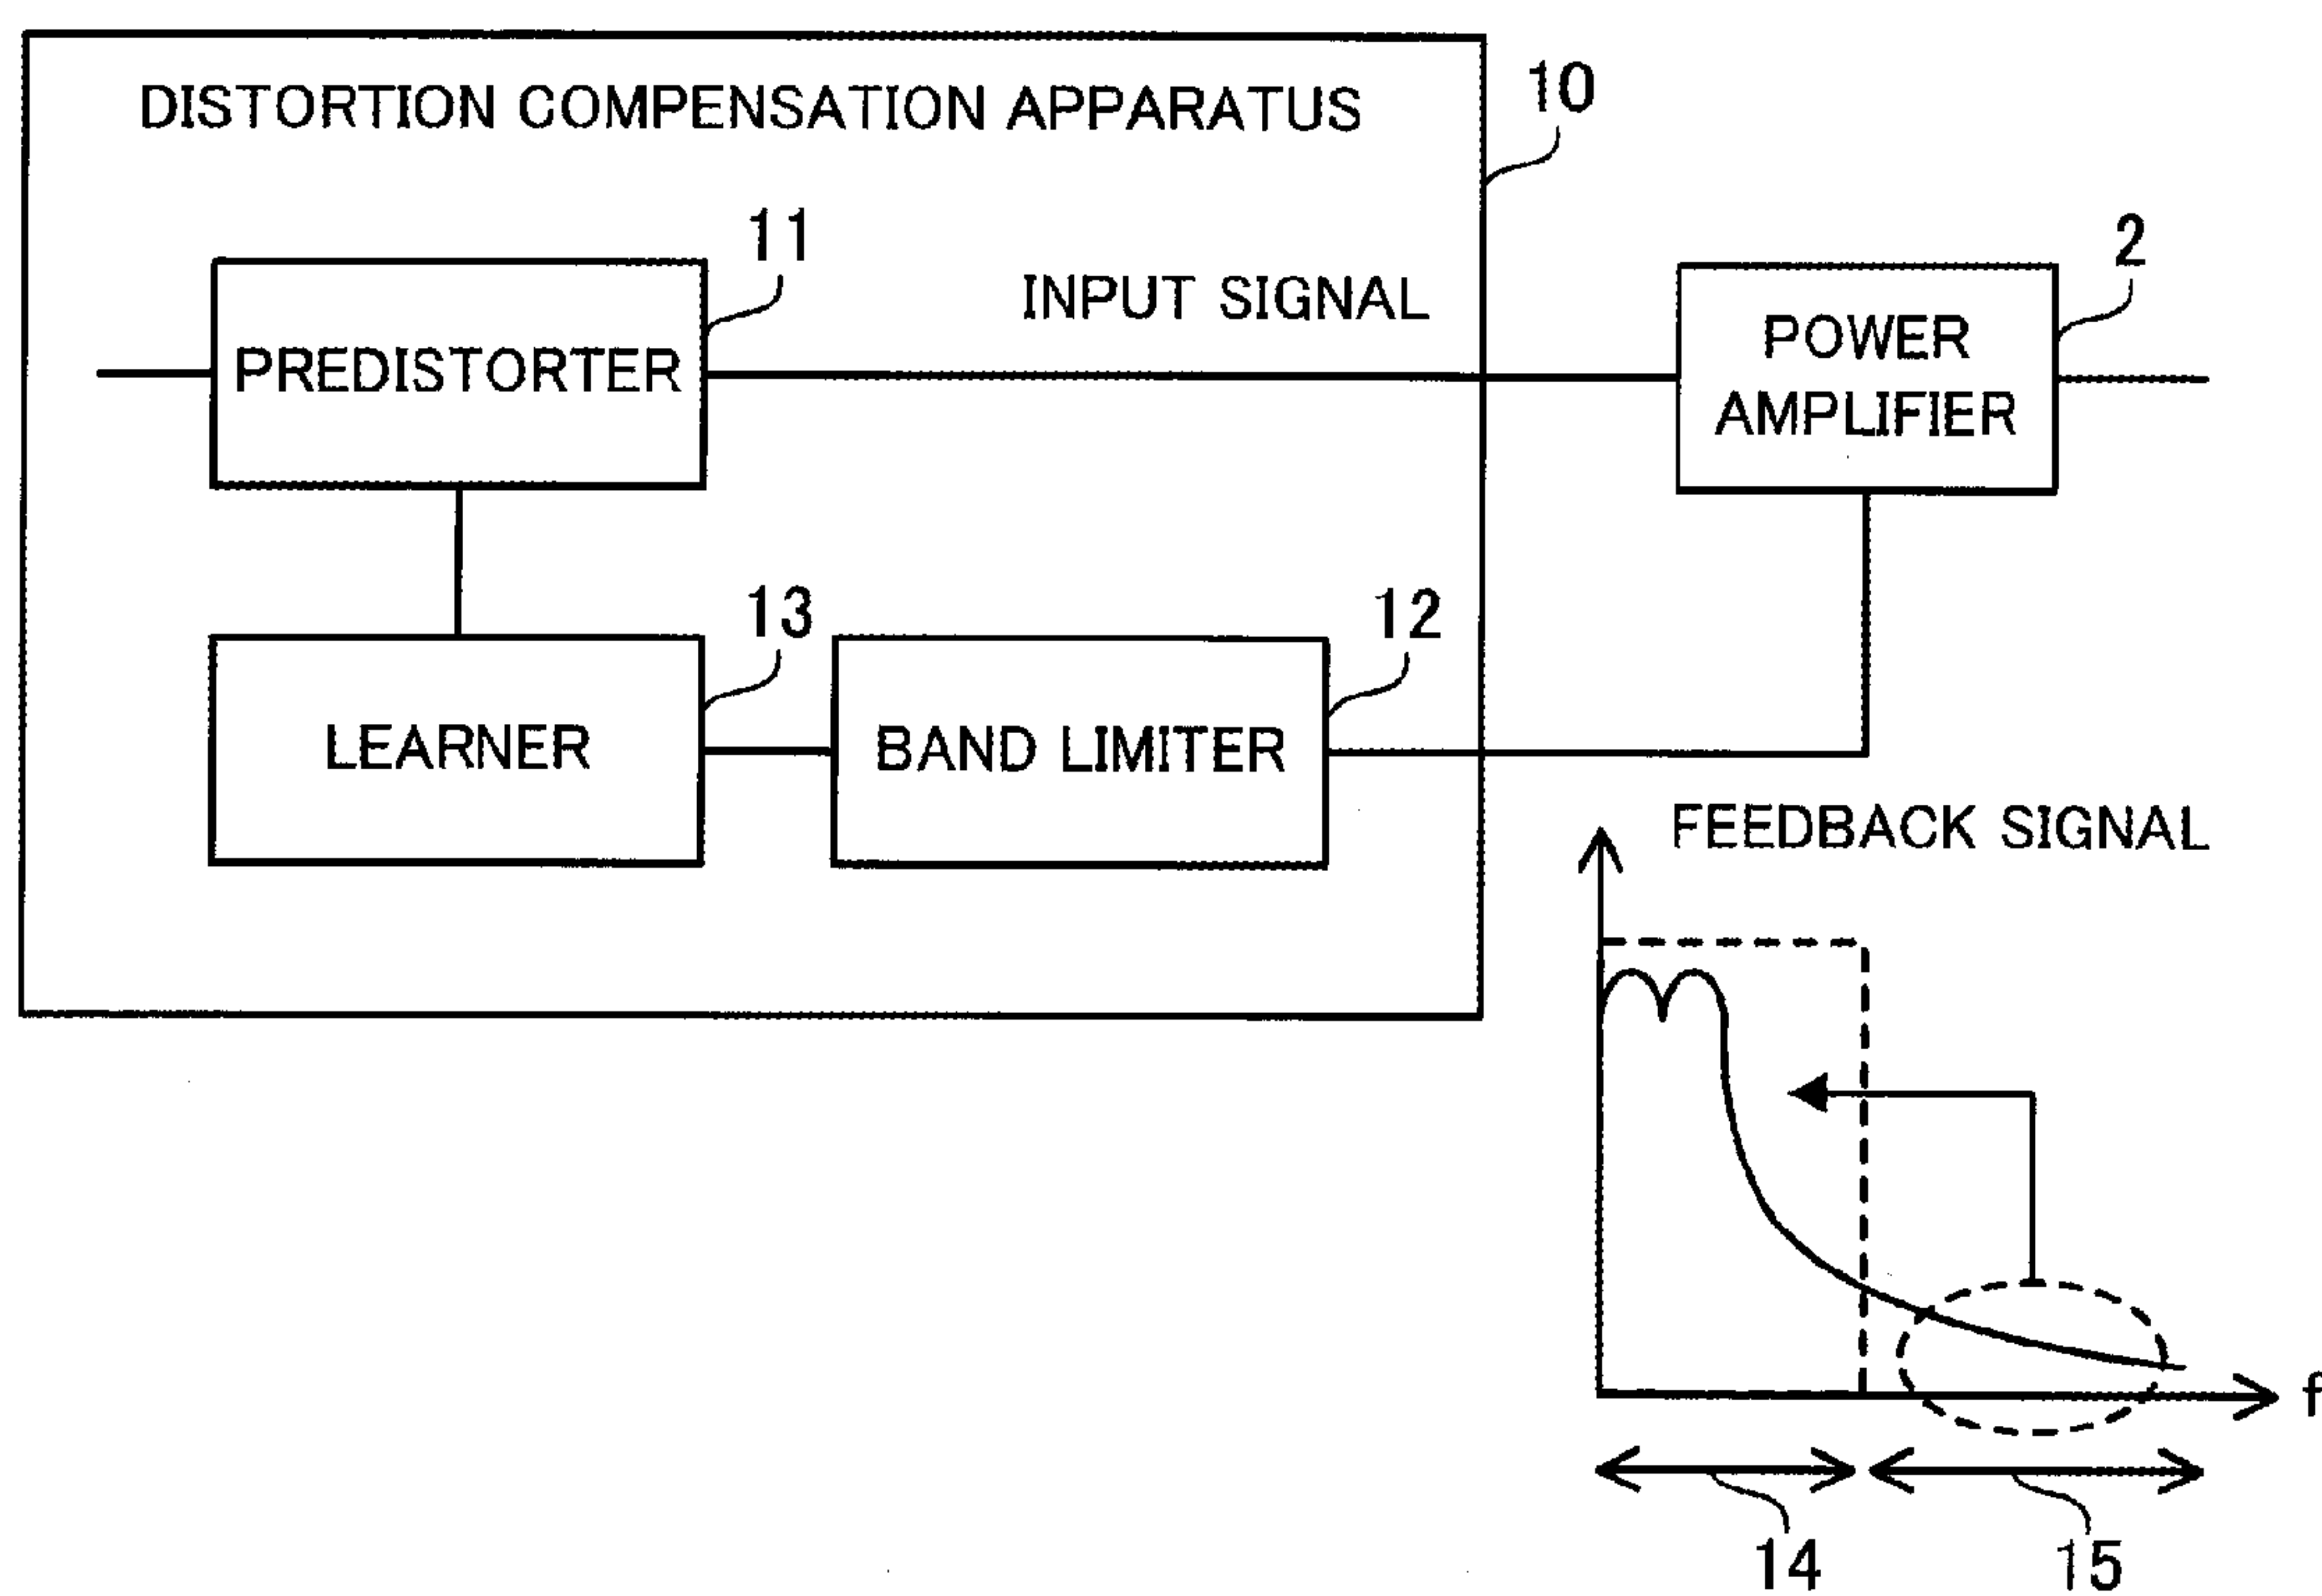 DISTORTION COMPENSATION APPARATUS
10
11
INPUT SIGNAL
2
PREDISTORTER
POWER
AMPLIFIER
13
12
LEARNER
BAND LIMITER
FEEDBACK SIGNAL
f
14
15